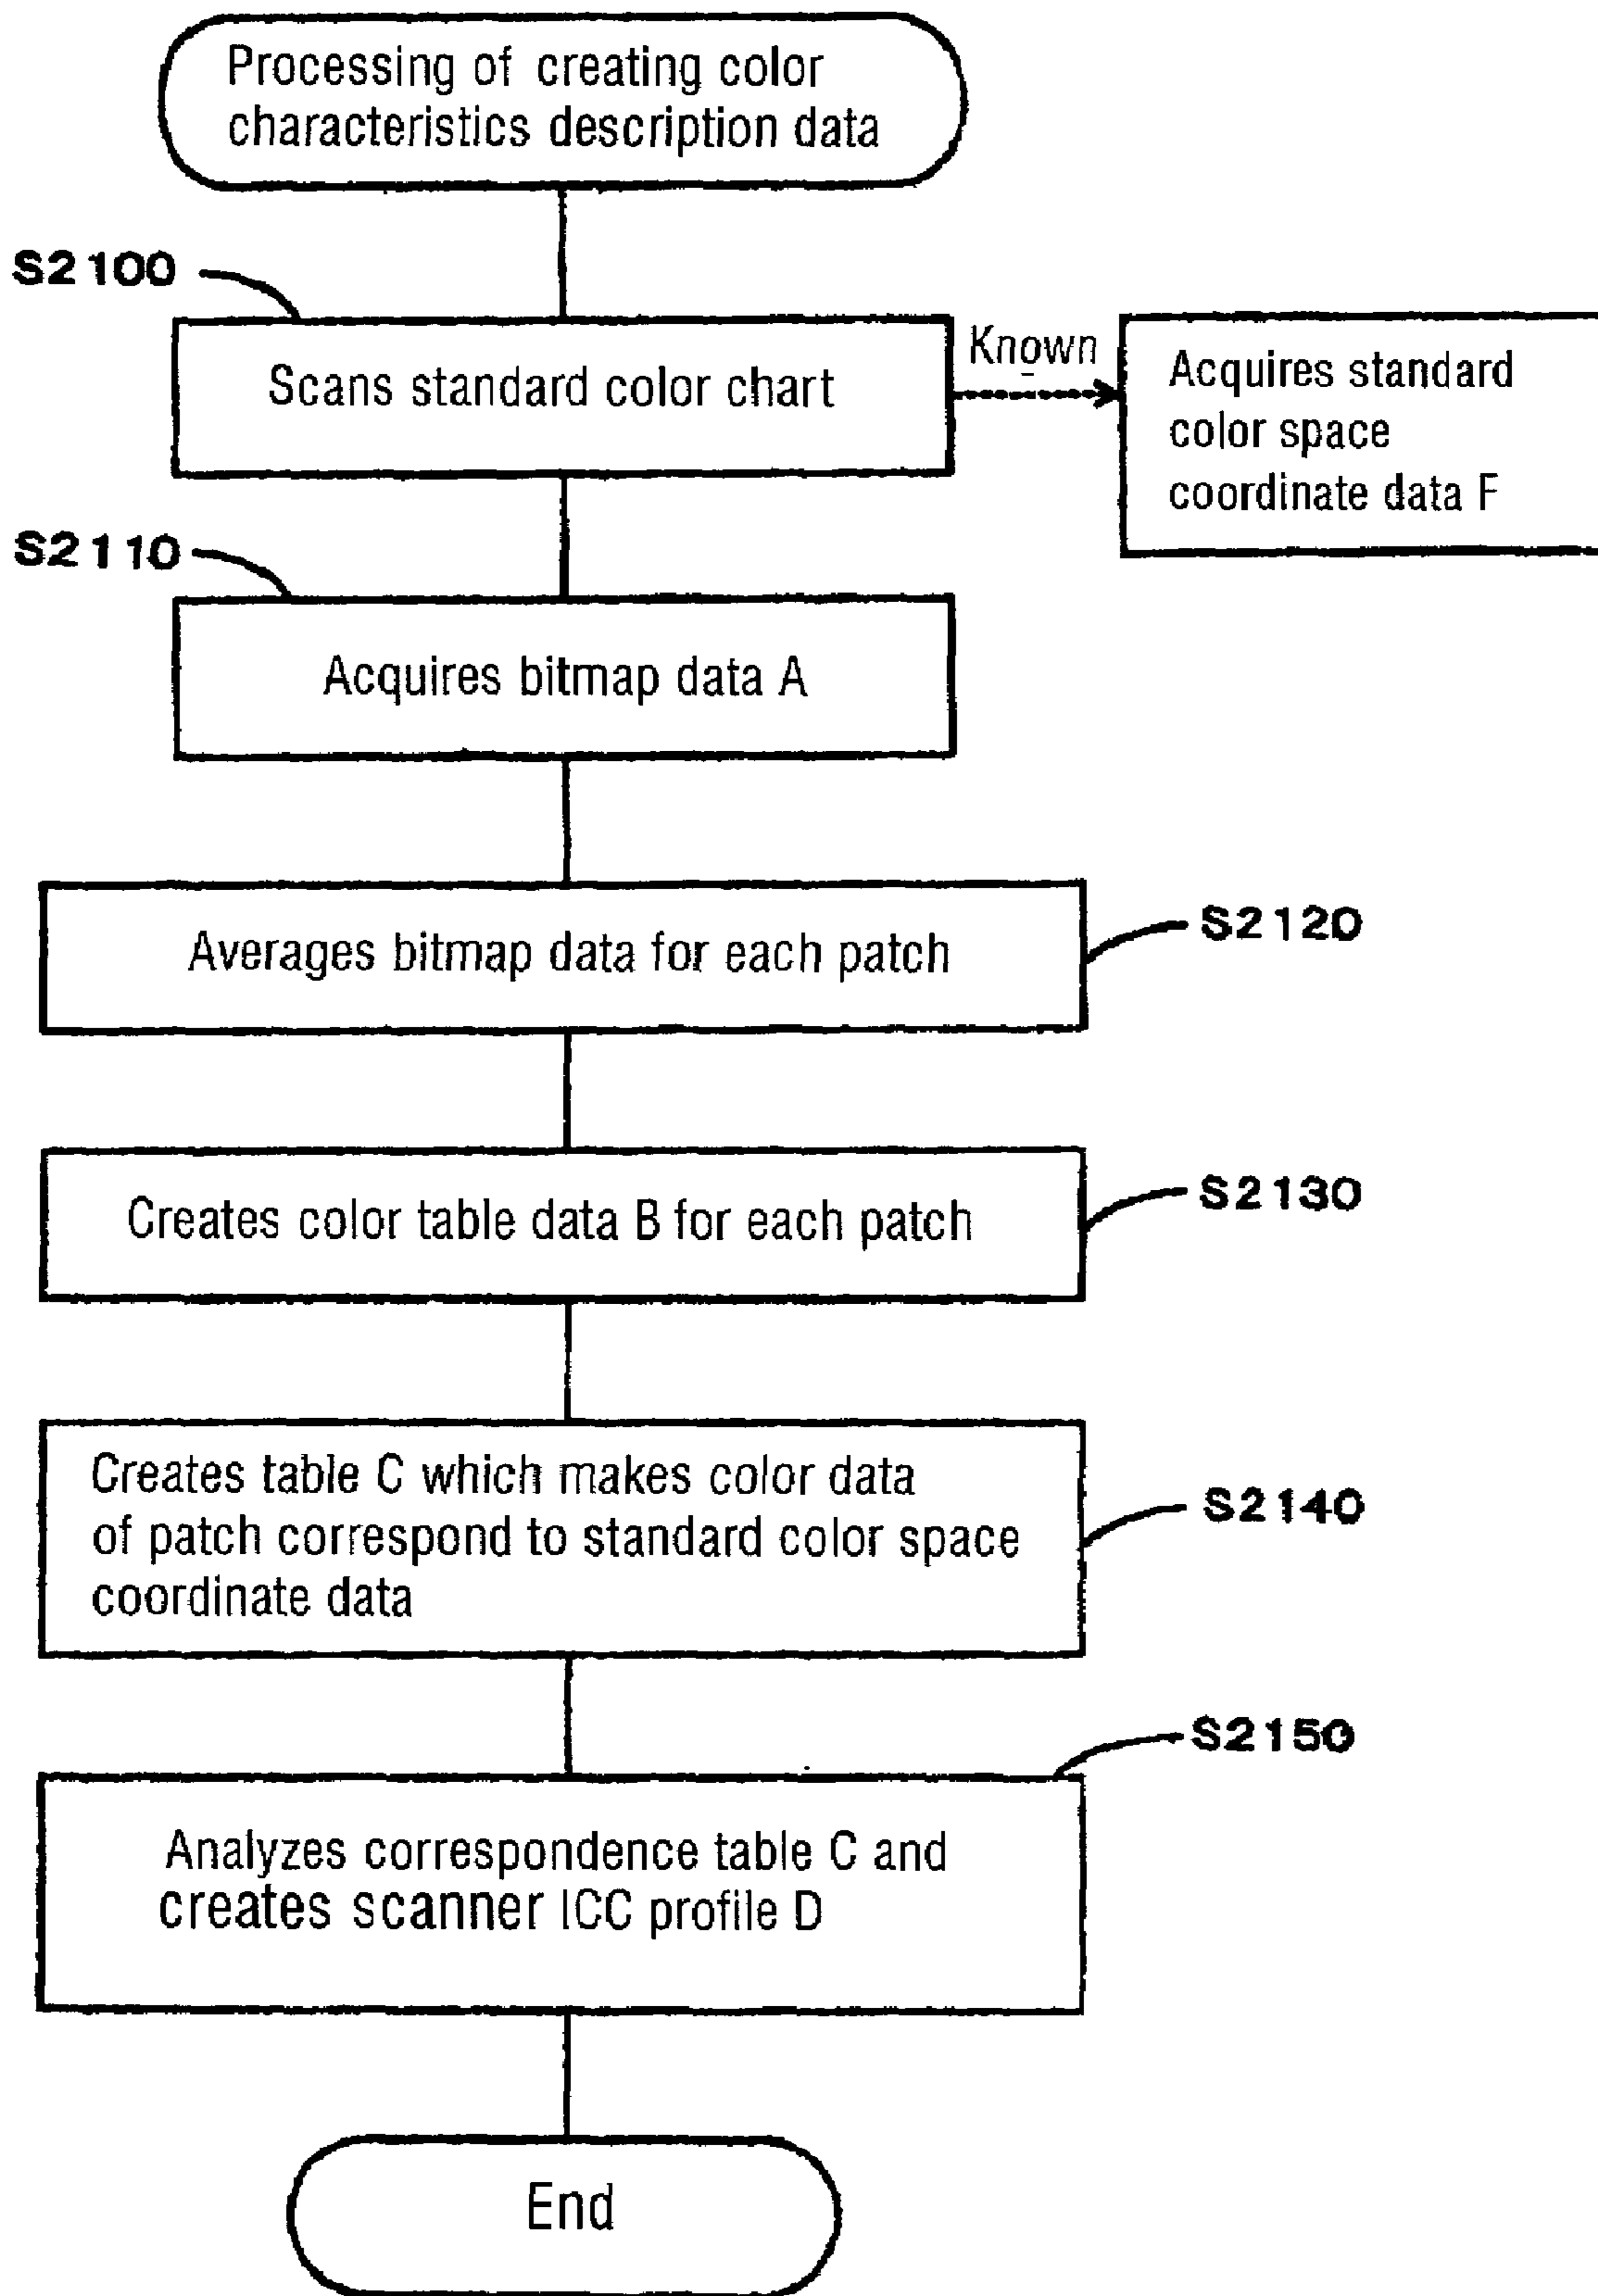 Processing of creating color
characteristics description data
S2100
Scans standard color chart
Known
Acquires standard
color space
coordinate data F
S2110
Acquires bitmap data A
Averages bitmap data for each patch
S2120
Creates color table data B for each patch
S2130
Creates table C which makes color data
of patch correspond to standard color space
coordinate data
S2140
S2150
Analyzes correspondence table C and
creates scanner ICC profile D
End